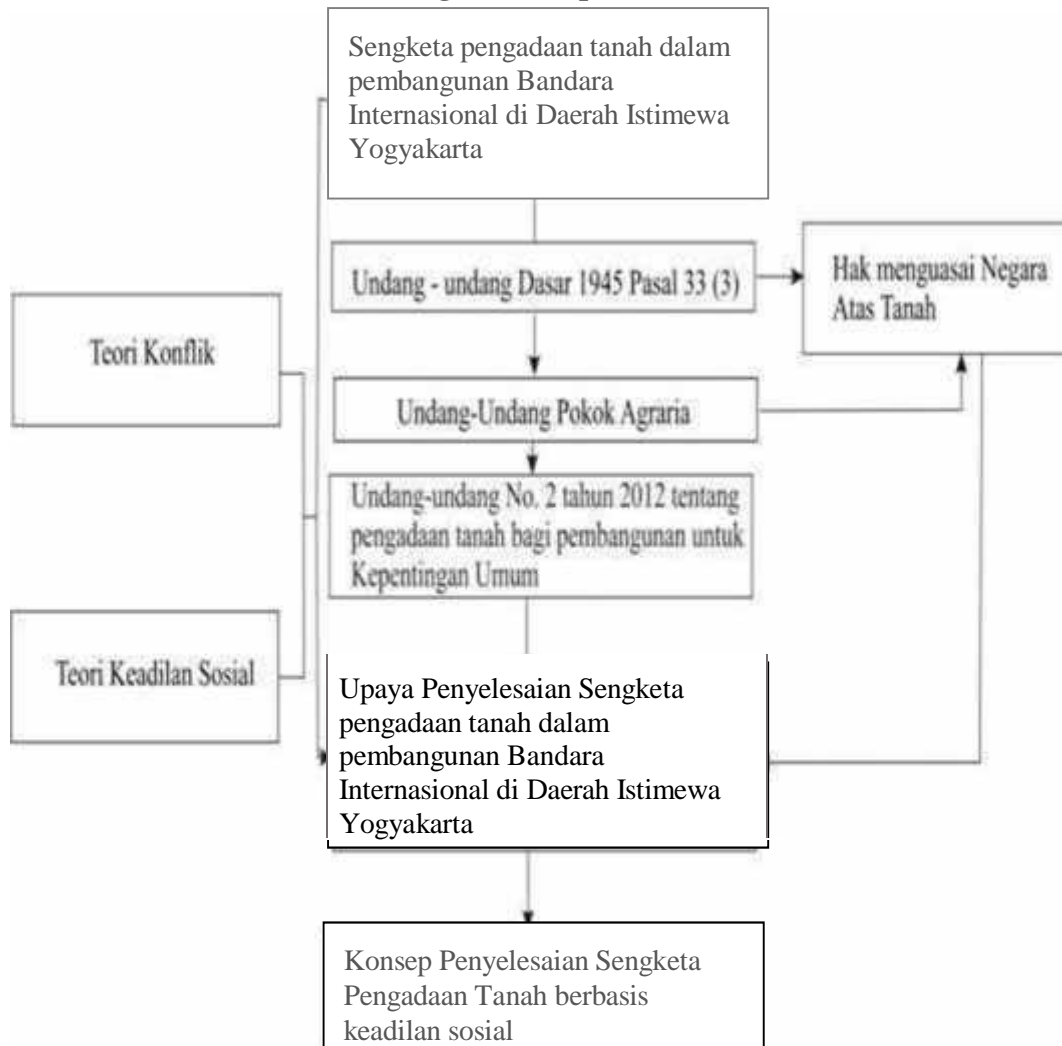 Sengketa pengadaan tanah dalam
pembangunan Bandara
Internasional di Daerah Istimewa
Yogyakarta
Undang - undang Dasar 1945 Pasal 33 (3)
Hak menguasai Negara
Atas Tanah
Teori Konflik
Undang-Undang Pokok Agraria
Undang-undang No. 2 tahun 2012 tentang
pengadaan tanah bagi pembangunan untuk
Kepentingan Umum
Teori Keadilan Sosial
Upaya Penyelesaian Sengketa
pengadaan tanah dalam
pembangunan Bandara
Internasional di Daerah Istimewa
Yogyakarta
Konsep Penyelesaian Sengketa
Pengadaan Tanah berbasis
keadilan sosial